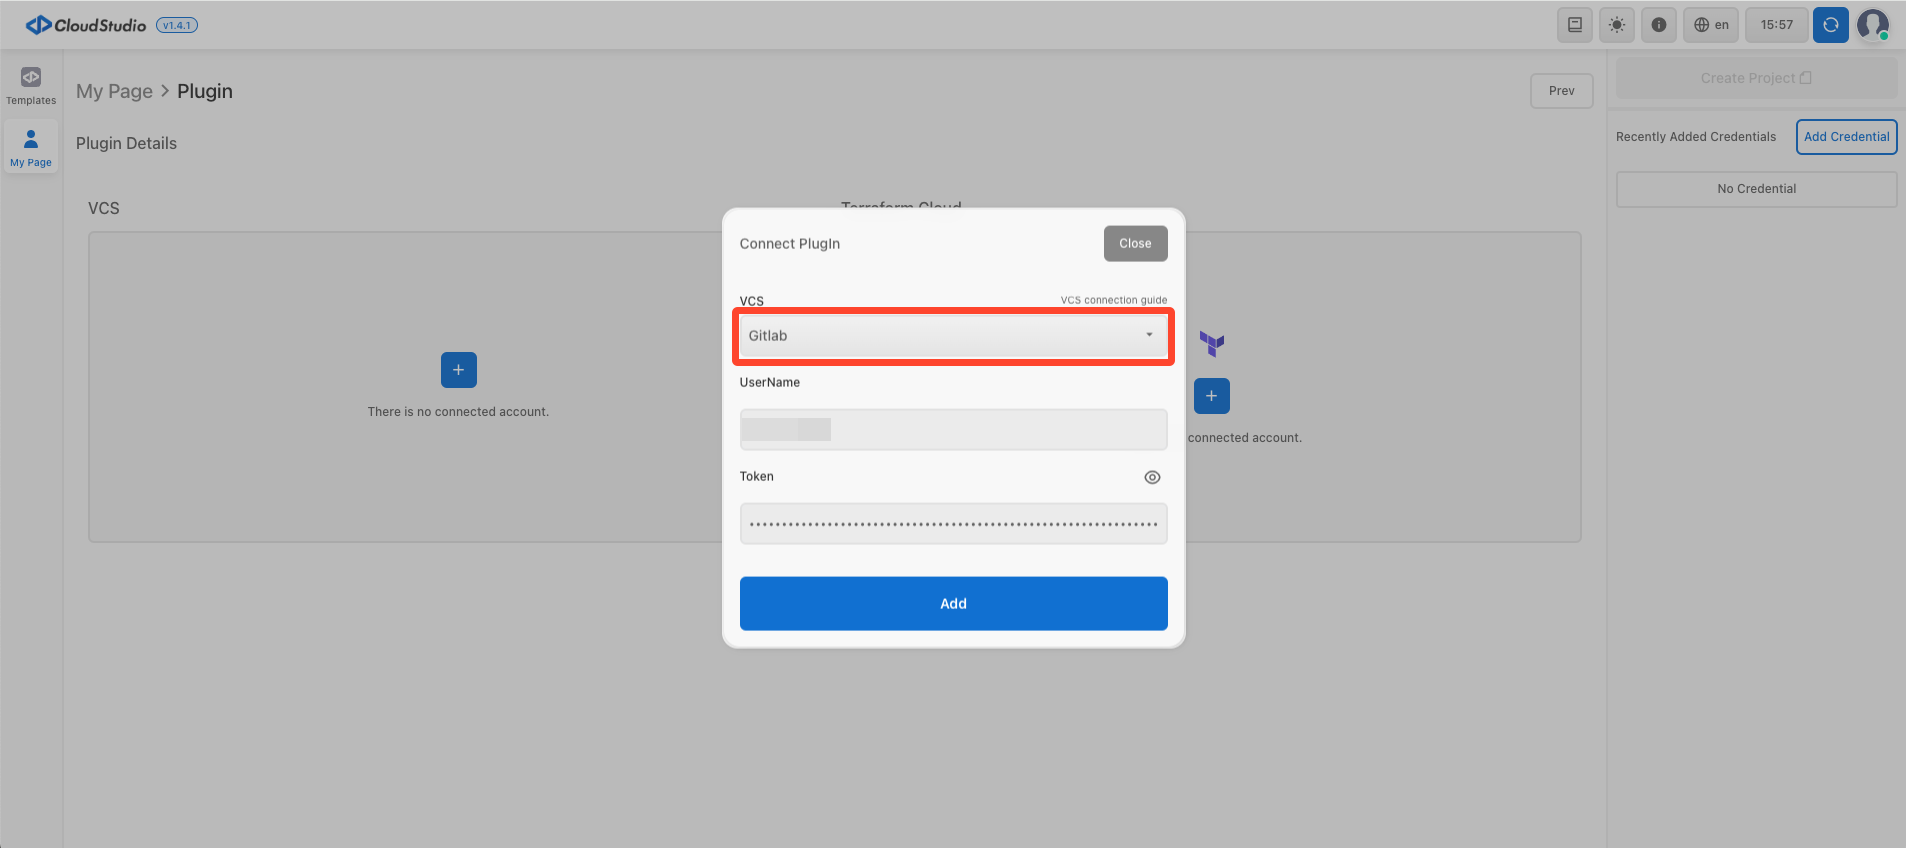 CloudStudio v1.4.1
en
15:57
Templates
My Page
My Page > Plugin
Prev
Plugin Details
VCS
There is no connected account.
Terraform Cloud
connected account.
Connect PlugIn
Close
VCS
VCS connection guide
Gitlab
UserName
Token
Add
Create Project
Recently Added Credentials
Add Credential
No Credential